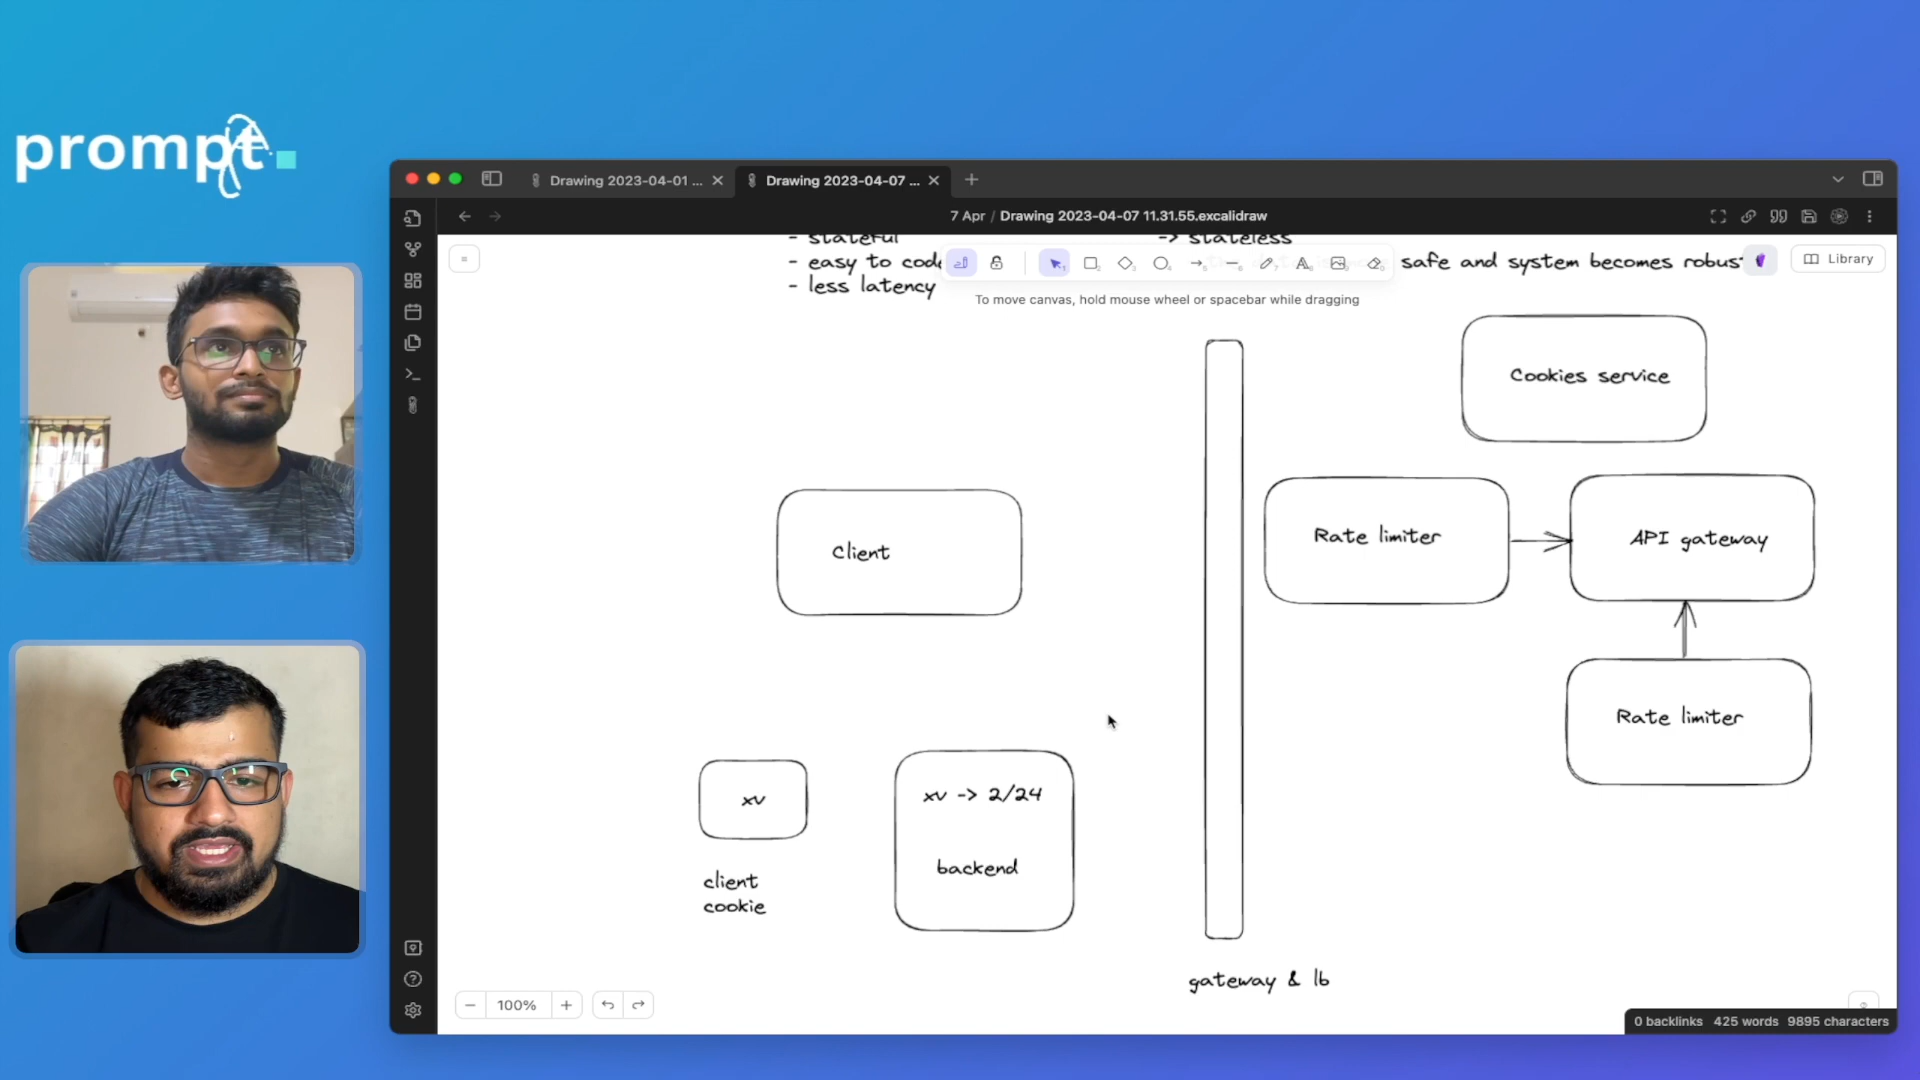 prompt.
Drawing 2023-04-01 ...
Drawing 2023-04-07 ...
7 Apr / Drawing 2023-04-07 11.31.55.excalidraw
- stateful
- easy to code
- less latency
-> stateless
safe and system becomes robust
Library
To move canvas, hold mouse wheel or spacebar while dragging
Cookies service
Client
Rate limiter
API gateway
Rate limiter
xv
client
cookie
xv -> 2/24
backend
gateway & lb
100%
0 backlinks 425 words 9895 characters